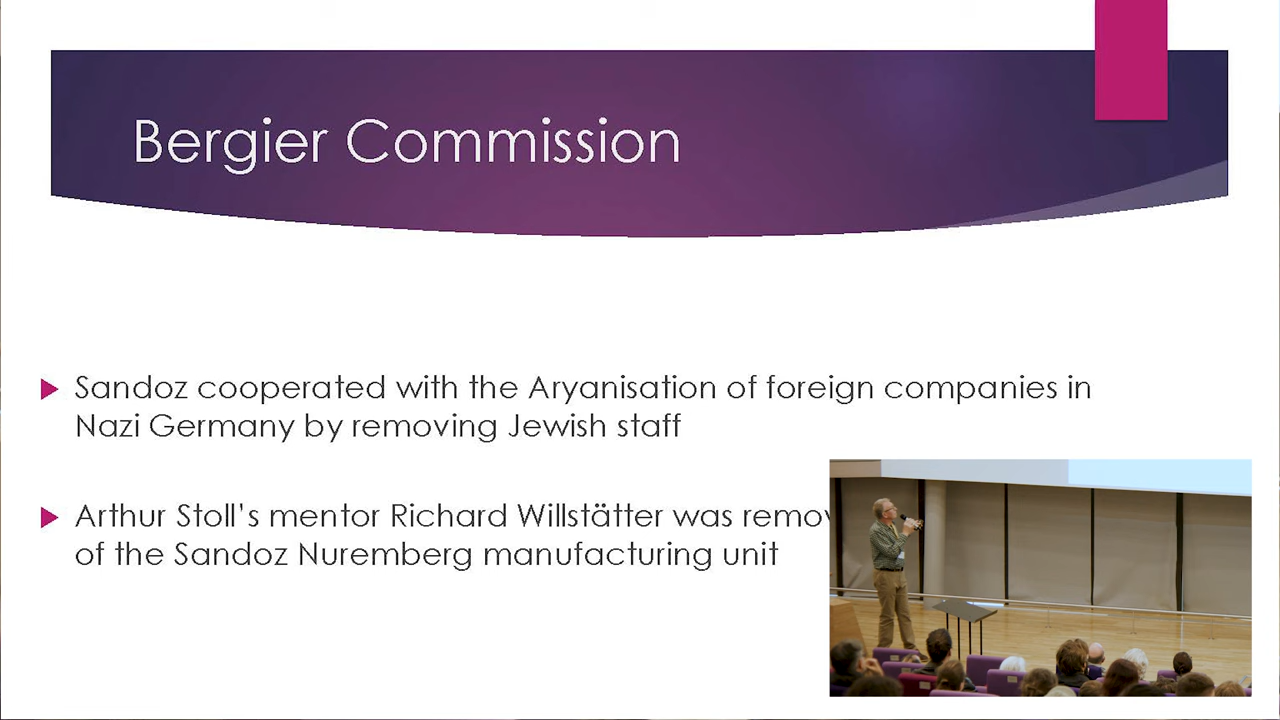 Bergier Commission
Sandoz cooperated with the Aryanisation of foreign companies in
Nazi Germany by removing Jewish staff
Arthur Stoll's mentor Richard Willstätter was
of the Sandoz Nuremberg manufacturing unit